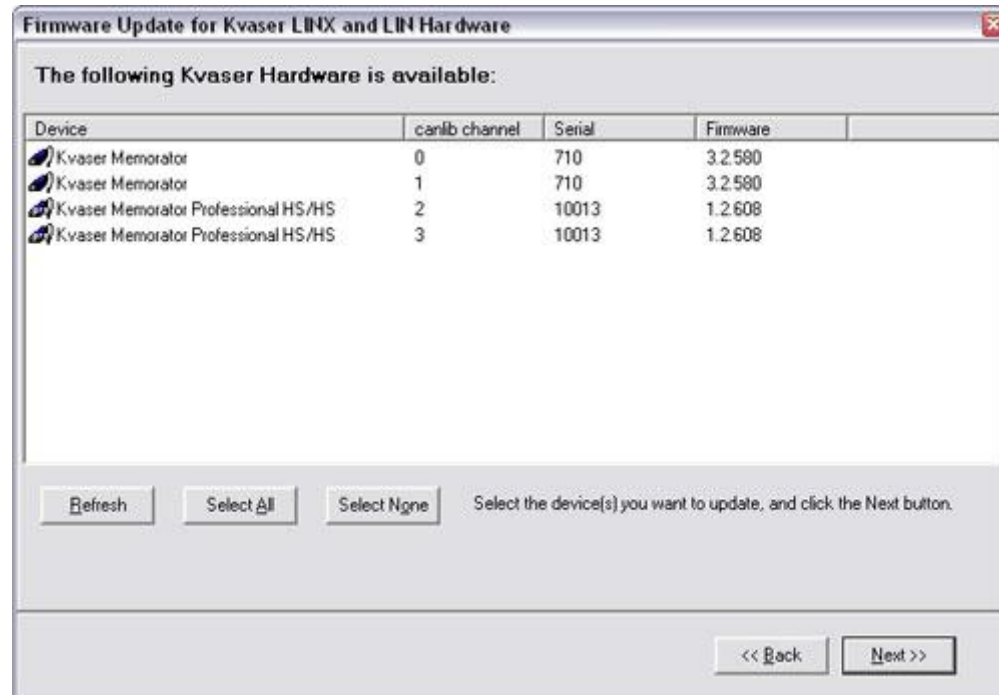 Firmware Update for Kvaser LINX and LIN Hardware
The following Kvaser Hardware is available:
Device canlib channel Serial Firmware
Kvaser Memorator 0 710 3.2.580
Kvaser Memorator 1 710 3.2.580
Kvaser Memorator Professional HS/HS 2 10013 1.2.608
Kvaser Memorator Professional HS/HS 3 10013 1.2.608
Refresh Select All Select None Select the device(s) you want to update, and click the Next button.
<< Back Next >>